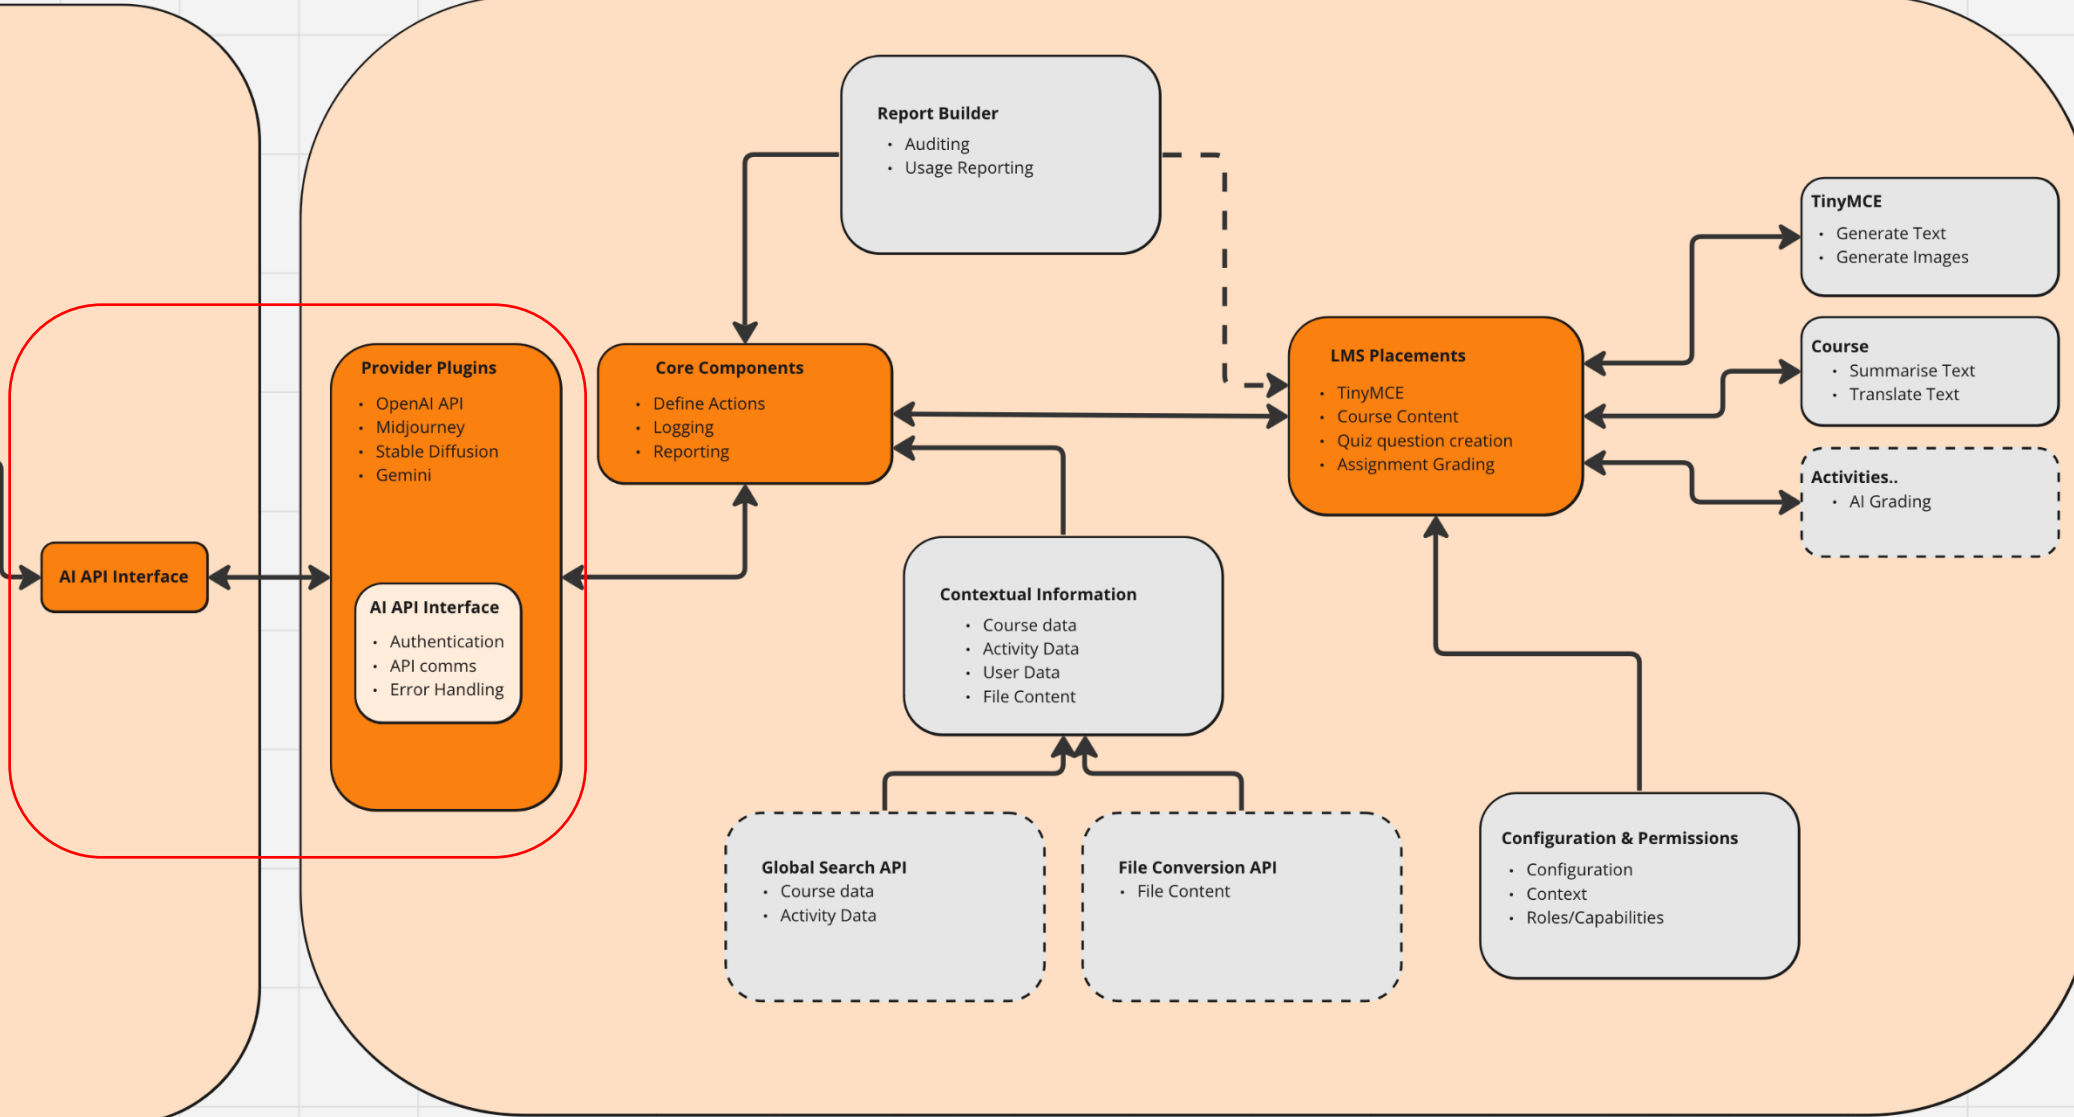 Report Builder
• Auditing
• Usage Reporting
TinyMCE
• Generate Text
• Generate Images
Provider Plugins
• OpenAI API
• Midjourney
• Stable Diffusion
• Gemini
Core Components
• Define Actions
• Logging
• Reporting
LMS Placements
• TinyMCE
• Course Content
• Quiz question creation
• Assignment Grading
Course
• Summarise Text
• Translate Text
Activities..
• AI Grading
AI API Interface
AI API Interface
• Authentication
• API comms
• Error Handling
Contextual Information
• Course data
• Activity Data
• User Data
• File Content
Global Search API
• Course data
• Activity Data
File Conversion API
• File Content
Configuration & Permissions
• Configuration
• Context
• Roles/Capabilities